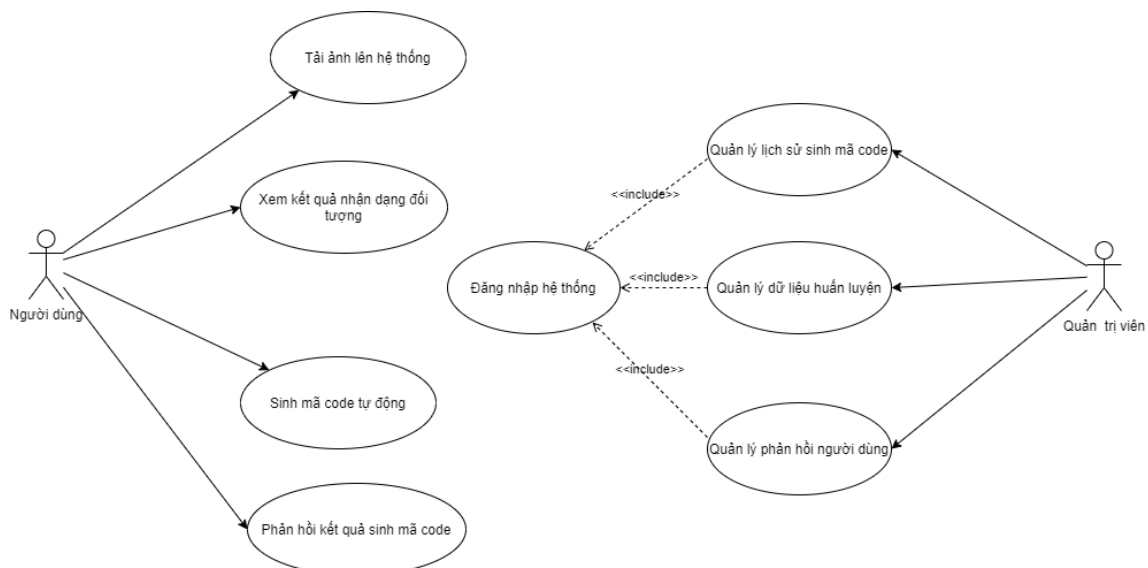 Tải ảnh lên hệ thống
Quản lý lịch sử sinh mã code
<<include>>
Xem kết quả nhận dạng đối
tượng
<<include>>
Đăng nhập hệ thống
Quản lý dữ liệu huấn luyện
Người dùng
Quản trị viên
<<include>>
Sinh mã code tự động
Quản lý phản hồi người dùng
Phản hồi kết quả sinh mã code